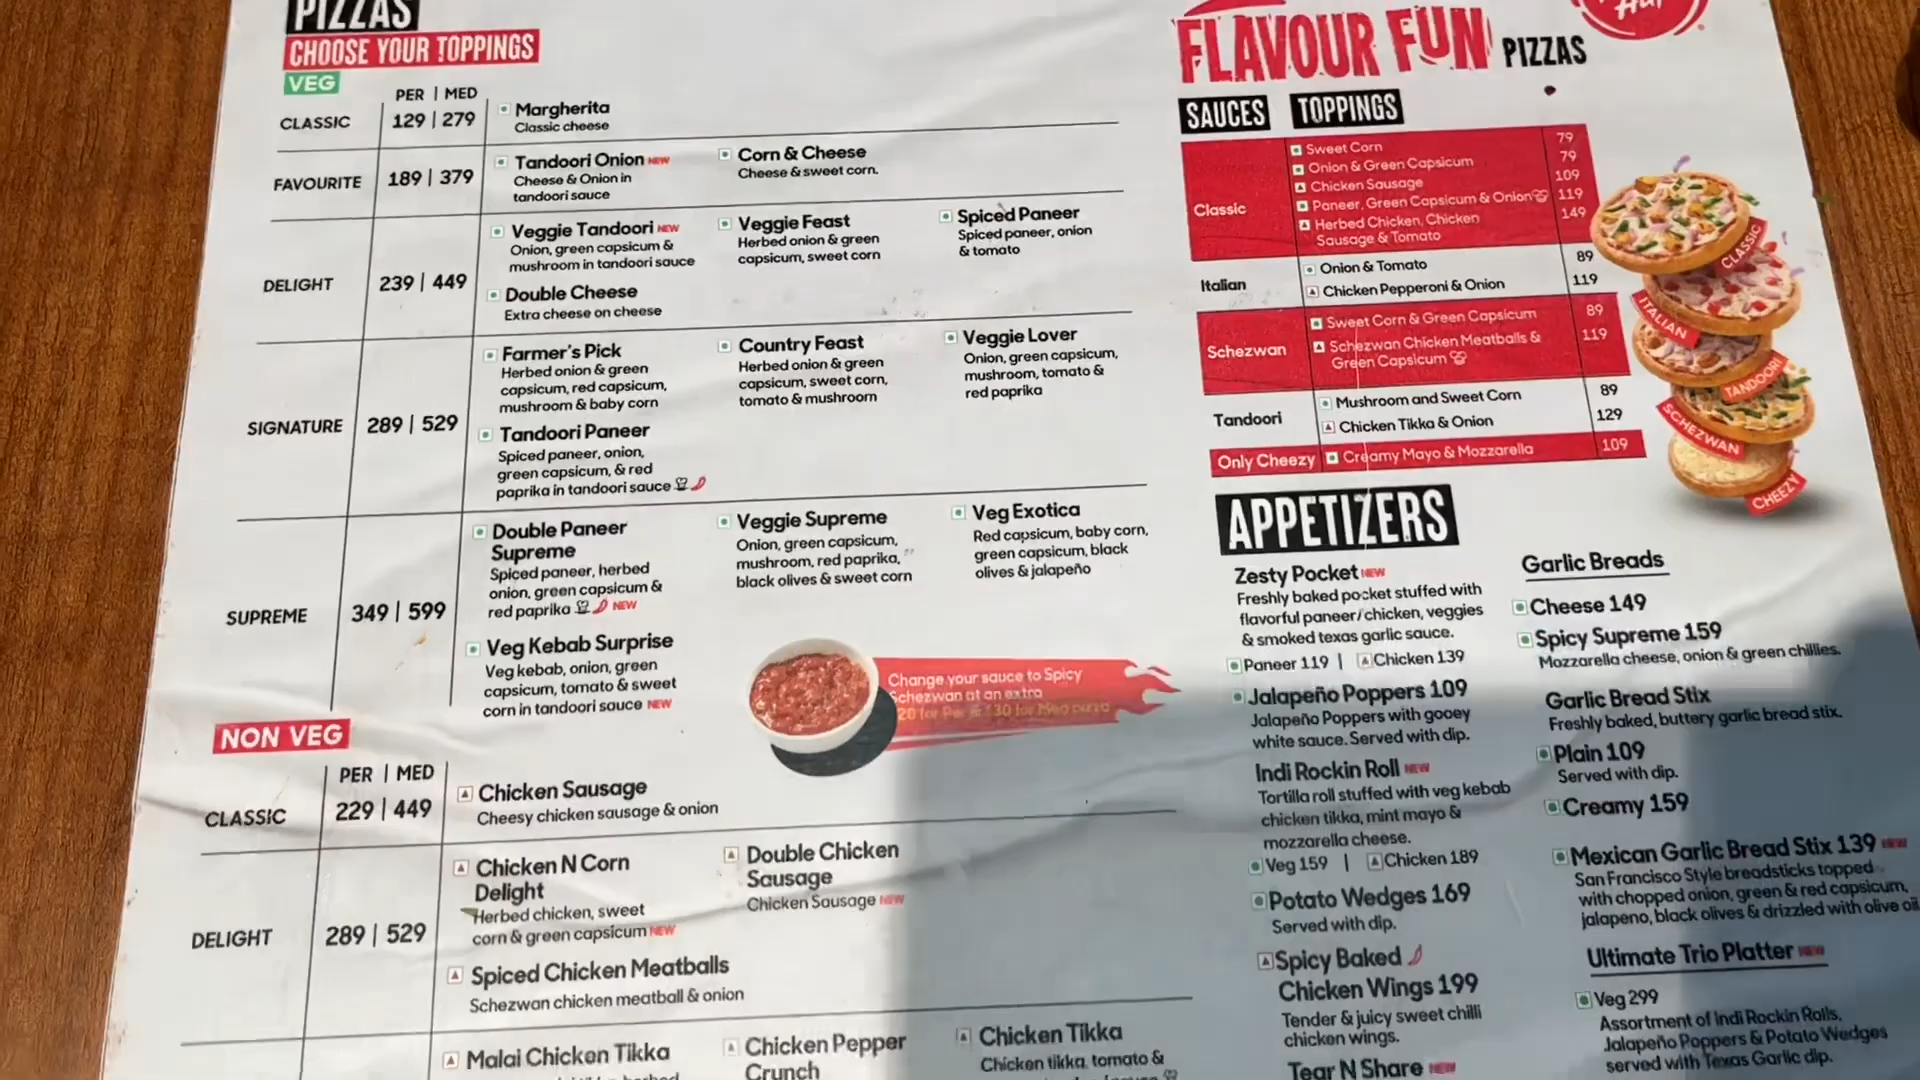 PIZZAS
CHOOSE YOUR TOPPINGS
VEG
PER | MED
CLASSIC
129 | 279
Margherita
Classic cheese
FAVOURITE
189 | 379
Tandoori Onion NEW
Cheese & Onion in
tandoori sauce
Corn & Cheese
Cheese & sweet corn.
DELIGHT
239 | 449
Veggie Tandoori NEW
Onion, green capsicum &
mushroom in tandoori sauce
Veggie Feast
Herbed onion & green
capsicum, sweet corn
Spiced Paneer
Spiced paneer, onion
& tomato
Double Cheese
Extra cheese on cheese
SIGNATURE
289 | 529
Farmer's Pick
Herbed onion & green
capsicum, red capsicum,
mushroom & baby corn
Country Feast
Herbed onion & green
capsicum, sweet corn,
tomato & mushroom
Veggie Lover
Onion, green capsicum,
mushroom, tomato &
red paprika
Tandoori Paneer
Spiced paneer, onion,
green capsicum, & red
paprika in tandoori sauce
SUPREME
349 | 599
Double Paneer
Supreme
Spiced paneer, herbed
onion, green capsicum &
red paprika NEW
Veggie Supreme
Onion, green capsicum,
mushroom, red paprika,
black olives & sweet corn
Veg Exotica
Red capsicum, baby corn,
green capsicum, black
olives & jalapeño
Veg Kebab Surprise
Veg kebab, onion, green
capsicum, tomato & sweet
corn in tandoori sauce NEW
Change your sauce to Spicy
Schezwan at an extra
20 for Per & 30 for Med pizza
NON VEG
PER | MED
CLASSIC
229 | 449
Chicken Sausage
Cheesy chicken sausage & onion
DELIGHT
289 | 529
Chicken N Corn
Delight
Herbed chicken, sweet
corn & green capsicum NEW
Double Chicken
Sausage
Chicken Sausage NEW
Spiced Chicken Meatballs
Schezwan chicken meatball & onion
Malai Chicken Tikka
Chicken Pepper
Crunch
Chicken Tikka
Chicken tikka, tomato &
Hut
FLAVOUR FUN PIZZAS
SAUCES TOPPINGS
Classic
Sweet Corn 79
Onion & Green Capsicum 79
Chicken Sausage 109
Paneer, Green Capsicum & Onion 119
Herbed Chicken, Chicken 149
Sausage & Tomato
Italian
Onion & Tomato 89
Chicken Pepperoni & Onion 119
Schezwan
Sweet Corn & Green Capsicum 89
Schezwan Chicken Meatballs & 119
Green Capsicum
Tandoori
Mushroom and Sweet Corn 89
Chicken Tikka & Onion 129
Only Cheezy Creamy Mayo & Mozzarella 109
CLASSIC
ITALIAN
TANDOORI
SCHEZWAN
CHEEZY
APPETIZERS
Zesty Pocket NEW
Freshly baked pocket stuffed with
flavorful paneer/chicken, veggies
& smoked texas garlic sauce.
Paneer 119 | Chicken 139
Jalapeño Poppers 109
Jalapeño Poppers with gooey
white sauce. Served with dip.
Indi Rockin Roll NEW
Tortilla roll stuffed with veg kebab
chicken tikka, mint mayo &
mozzarella cheese.
Veg 159 | Chicken 189
Potato Wedges 169
Served with dip.
Spicy Baked
Chicken Wings 199
Tender & juicy sweet chilli
chicken wings.
Tear N Share NEW
Garlic Breads
Cheese 149
Spicy Supreme 159
Mozzarella cheese, onion & green chillies.
Garlic Bread Stix
Freshly baked, buttery garlic bread stix.
Plain 109
Served with dip.
Creamy 159
Mexican Garlic Bread Stix 139 NEW
San Francisco Style breadsticks topped
with chopped onion, green & red capsicum,
jalapeno, black olives & drizzled with olive oil
Ultimate Trio Platter NEW
Veg 299
Assortment of Indi Rockin Rolls,
Jalapeño Poppers & Potato Wedges
served with Texas Garlic dip.